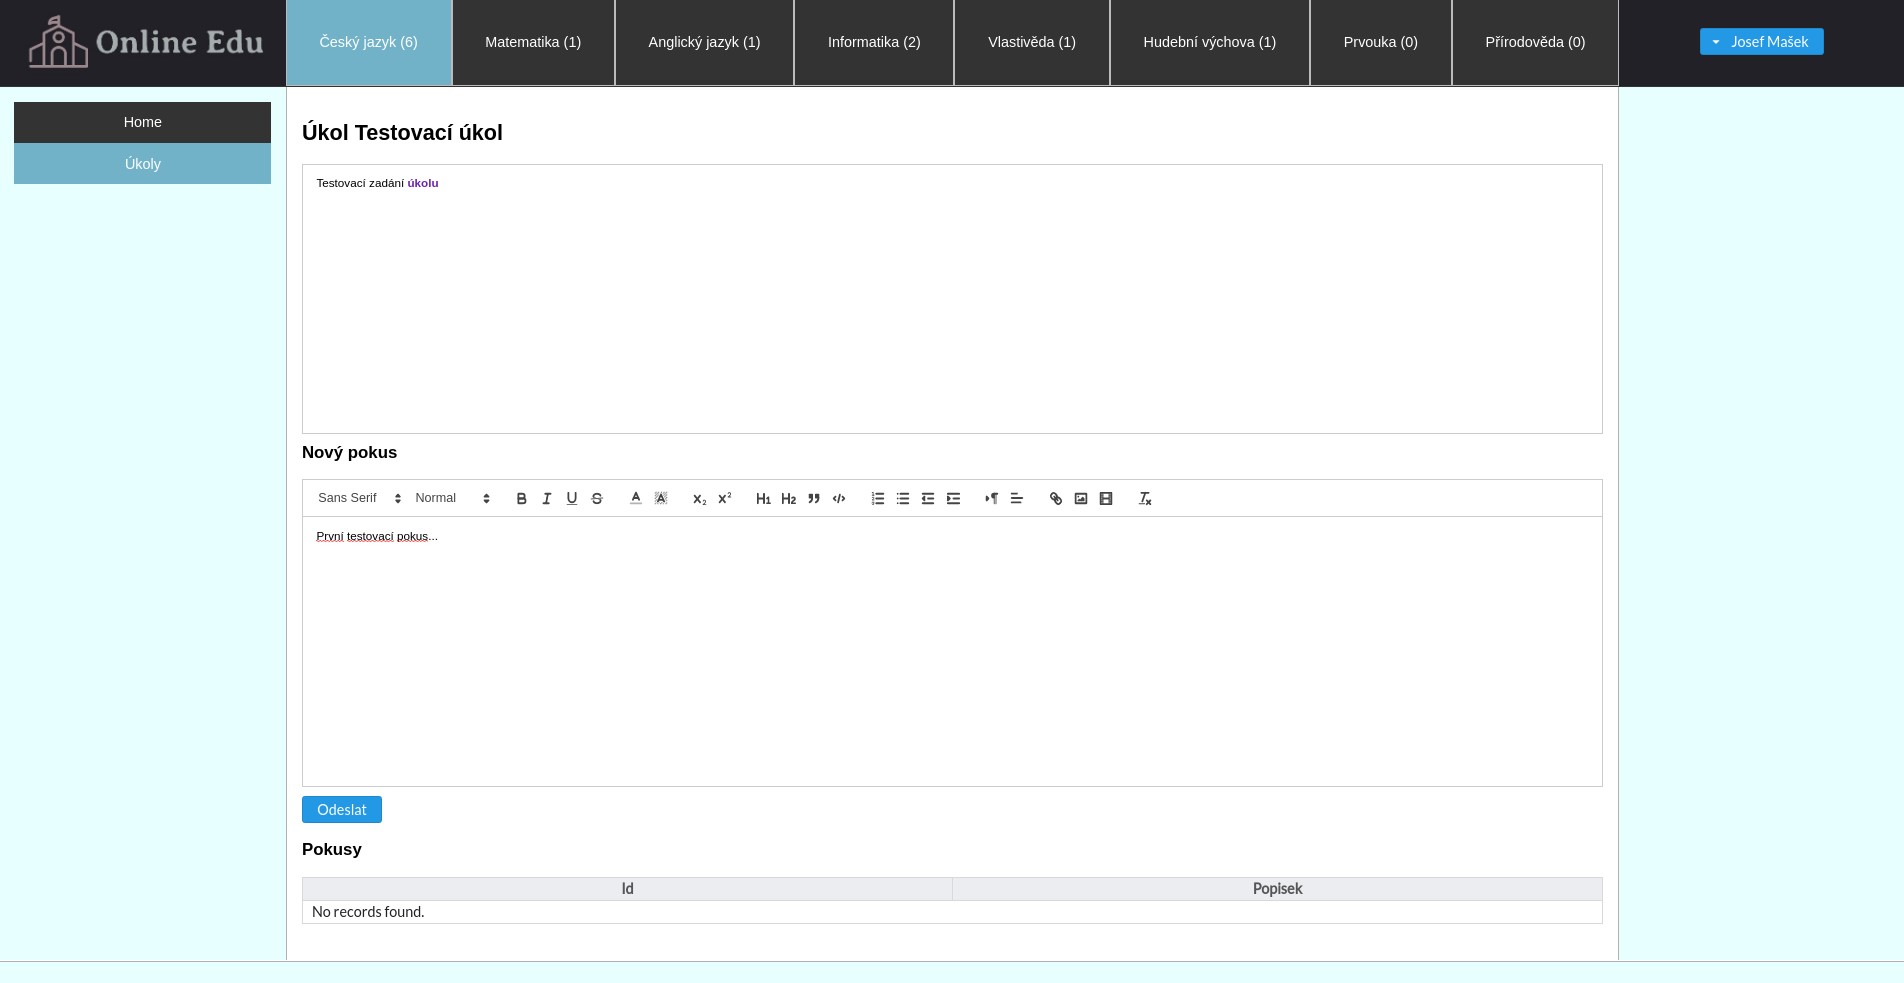 Online Edu
Český jazyk (6)
Matematika (1)
Anglický jazyk (1)
Informatika (2)
Vlastivěda (1)
Hudební výchova (1)
Prvouka (0)
Přírodověda (0)
Josef Mašek
Home
Úkoly
Úkol Testovací úkol
Testovací zadání úkolu
Nový pokus
Sans Serif
Normal
První testovací pokus...
Odeslat
Pokusy
Id
Popisek
No records found.